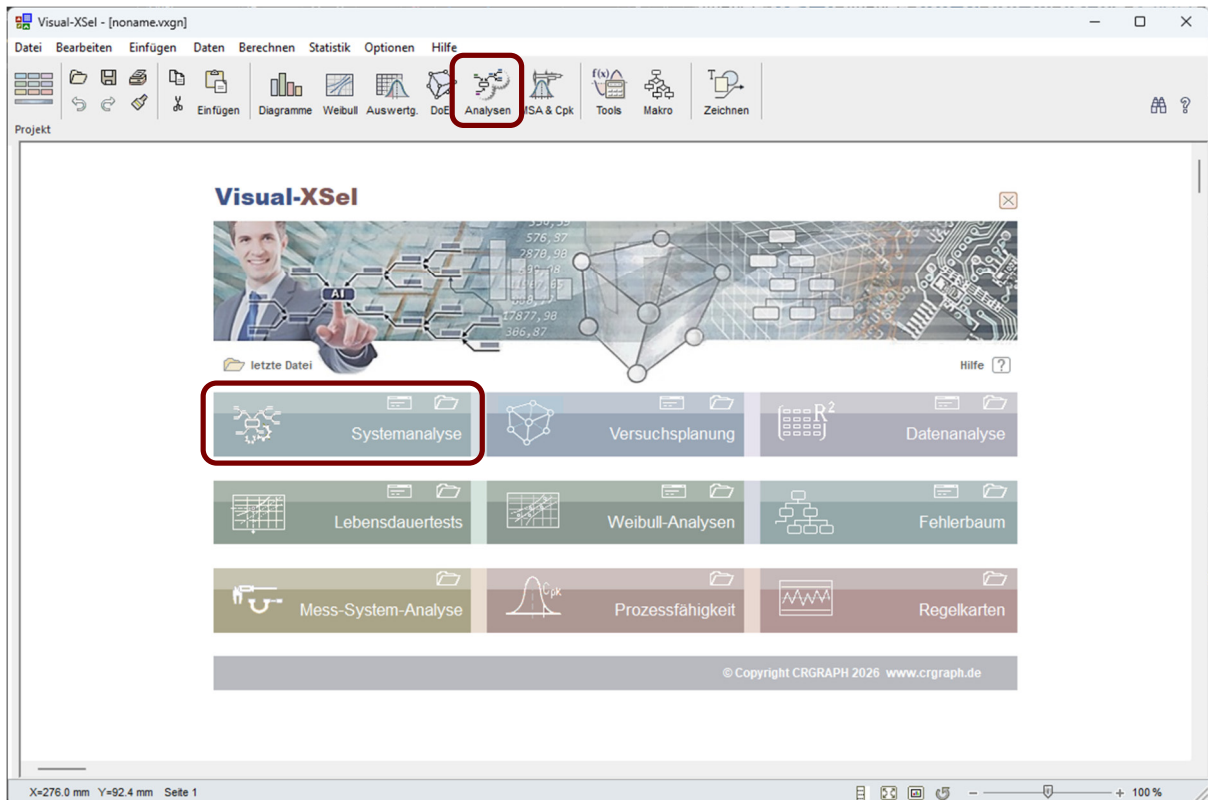 Visual-XSel - [noname.vxgn]
Datei Bearbeiten Einfügen Daten Berechnen Statistik Optionen Hilfe
f(x) T
Einfügen Diagramme Weibull Auswertg. DoE Analysen MSA & Cpk Tools Makro Zeichnen
Projekt
Visual-XSel
576,87
2870,98
AI
17877,98
366,87
letzte Datei Hilfe ?
R²
Systemanalyse Versuchsplanung Datenanalyse
Lebensdauertests Weibull-Analysen Fehlerbaum
Cpk
Mess-System-Analyse Prozessfähigkeit Regelkarten
© Copyright CRGRAPH 2026 www.crgraph.de
X=276.0 mm Y=92.4 mm Seite 1 - + 100 %